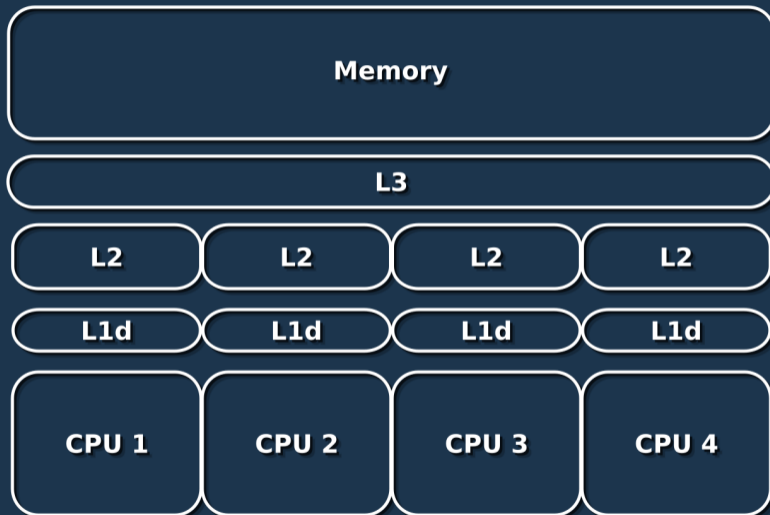 Memory
L3
L2 L2 L2 L2
L1d L1d L1d L1d
CPU 1 CPU 2 CPU 3 CPU 4